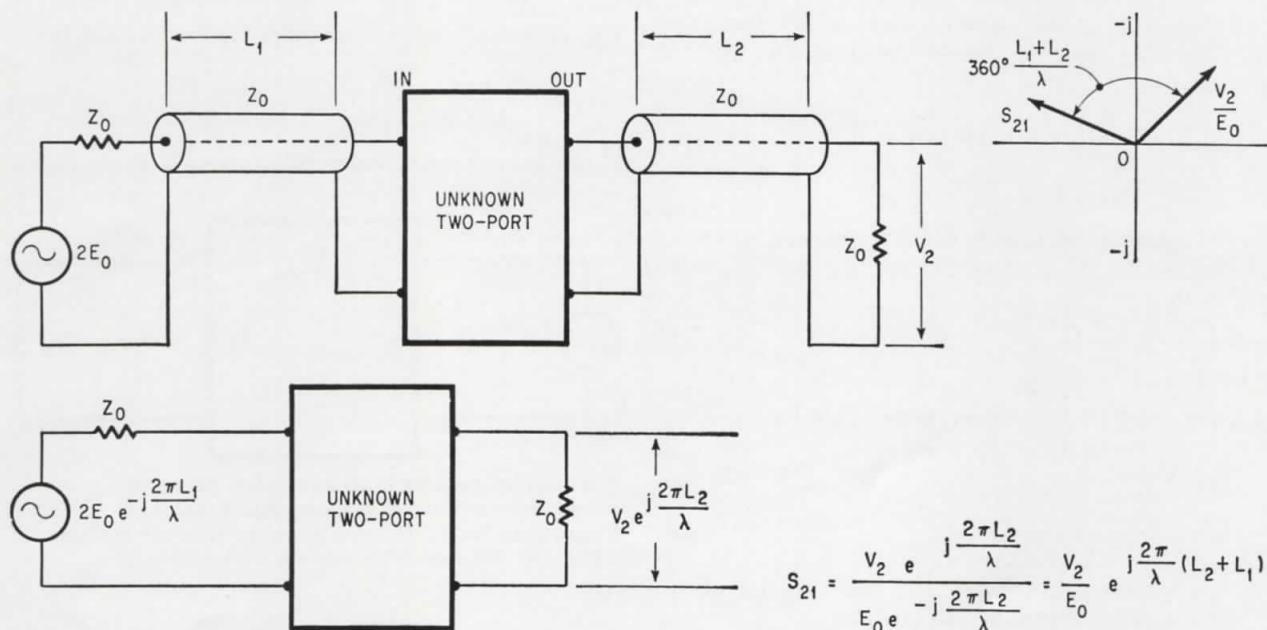 L₁
L₂
IN
OUT
Z₀
Z₀
Z₀
2E₀
UNKNOWN
TWO-PORT
Z₀
V₂
-j
360° (L₁+L₂)/λ
V₂/E₀
S₂₁
0
-j
Z₀
2E₀ e^(-j 2πL₁/λ)
UNKNOWN
TWO-PORT
Z₀
V₂ e^(j 2πL₂/λ)
S₂₁ = (V₂ e^(j 2πL₂/λ))/(E₀ e^(-j 2πL₂/λ)) = V₂/E₀ e^(j 2π/λ (L₂+L₁))